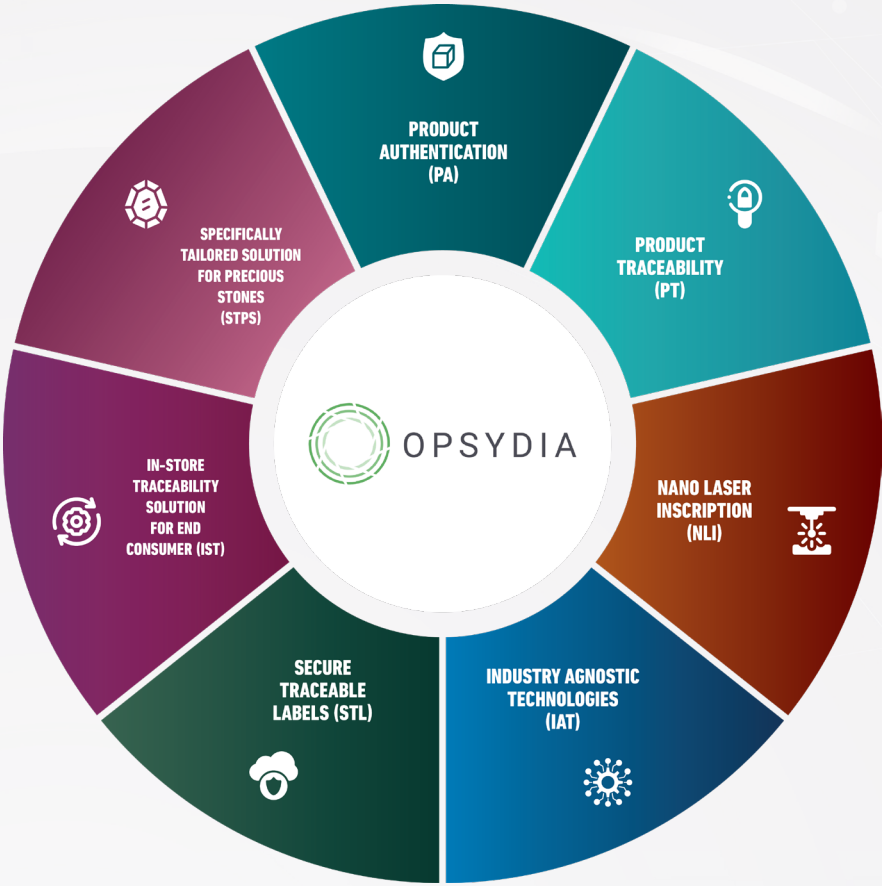 PRODUCT
AUTHENTICATION
(PA)
PRODUCT
TRACEABILITY
(PT)
NANO LASER
INSCRIPTION
(NLI)
INDUSTRY AGNOSTIC
TECHNOLOGIES
(IAT)
SECURE
TRACEABLE
LABELS (STL)
IN-STORE
TRACEABILITY
SOLUTION
FOR END
CONSUMER (IST)
SPECIFICALLY
TAILORED SOLUTION
FOR PRECIOUS
STONES
(STPS)
OPSYDIA